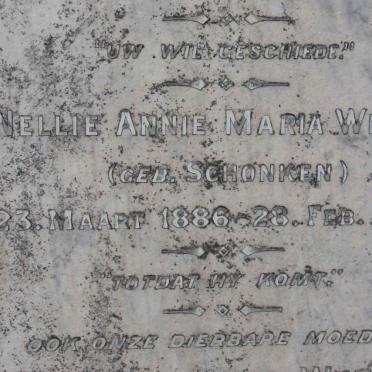 "UW WIL GESCHIEDE."
NELLIE ANNIE MARIA WE
(GEB. SCHONKEN)
23. MAART 1886 - 28. FEB.
"TOTDAT HY KOMT."
OOK ONZE DIERBARE MOED